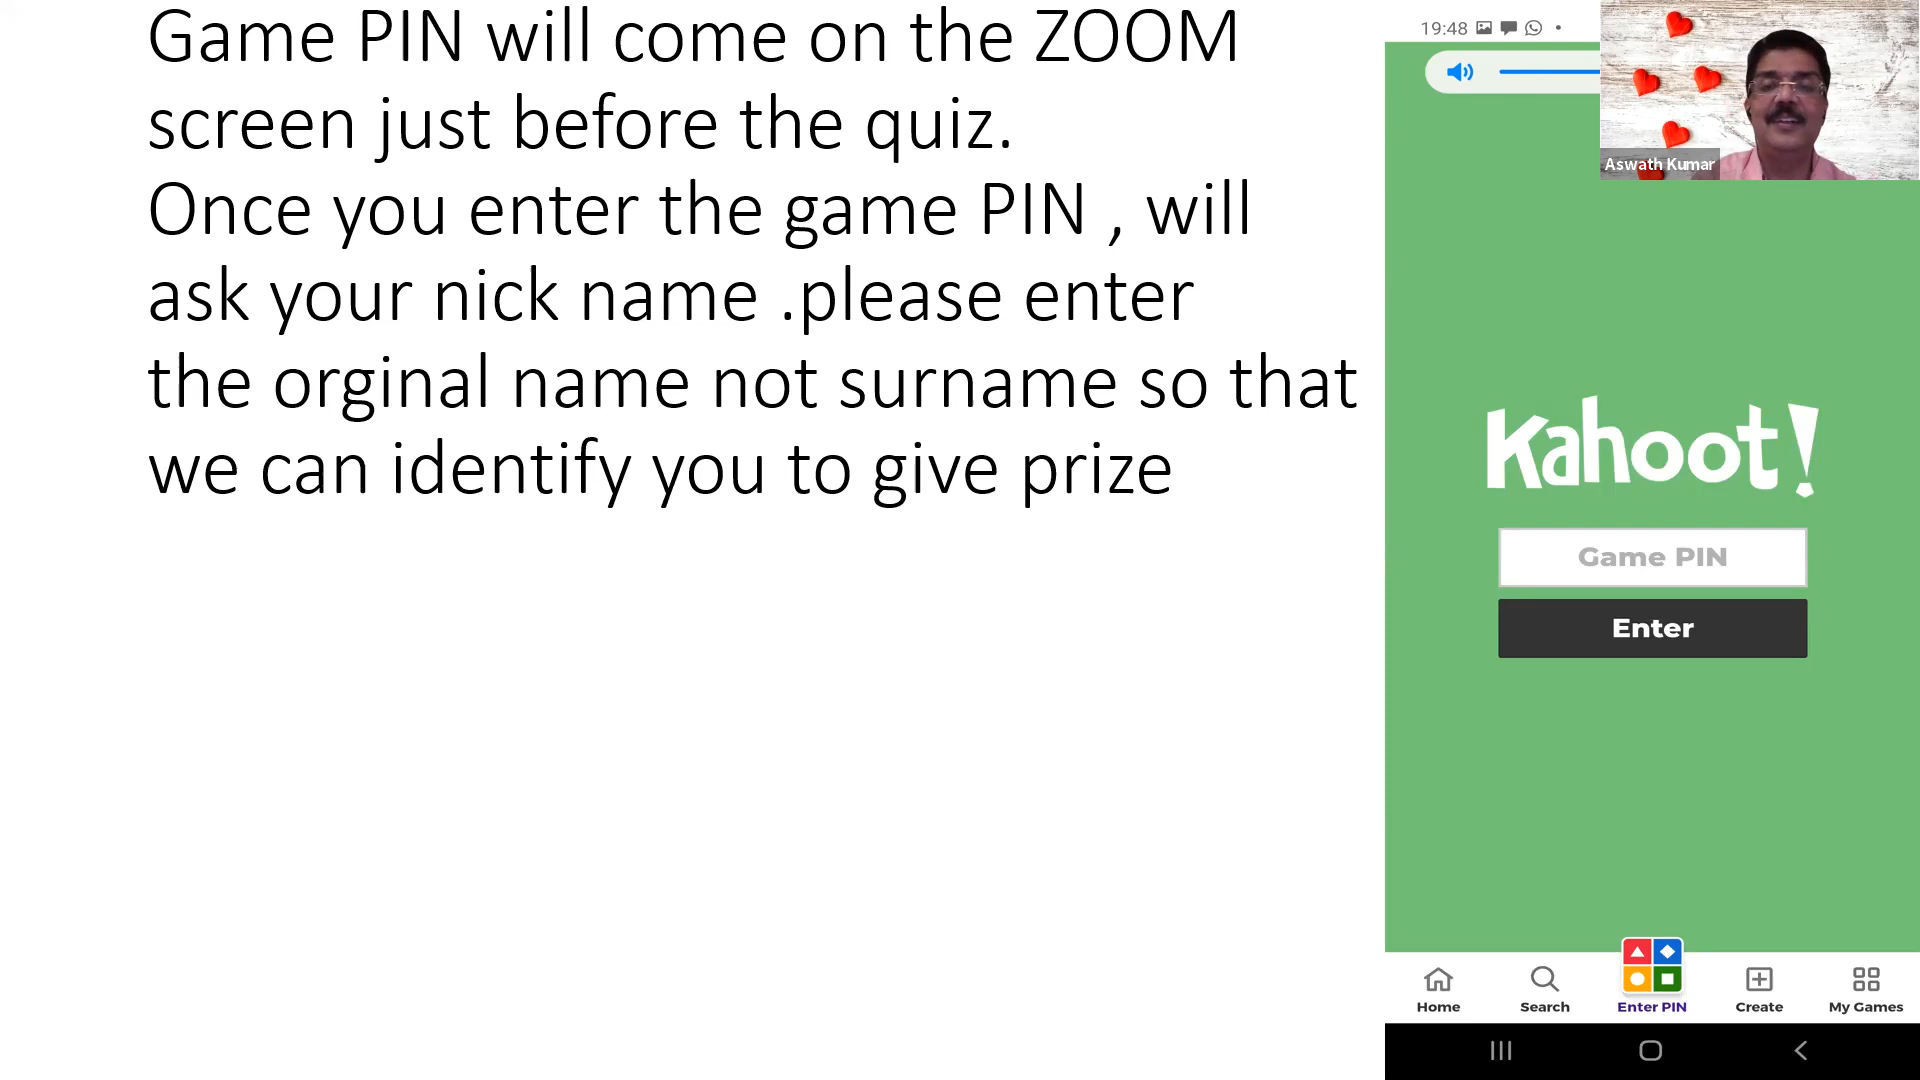 Game PIN will come on the ZOOM
screen just before the quiz.
Once you enter the game PIN , will
ask your nick name .please enter
the orginal name not surname so that
we can identify you to give prize
19:48
Aswath Kumar
Kahoot!
Game PIN
Enter
Home
Search
Enter PIN
Create
My Games